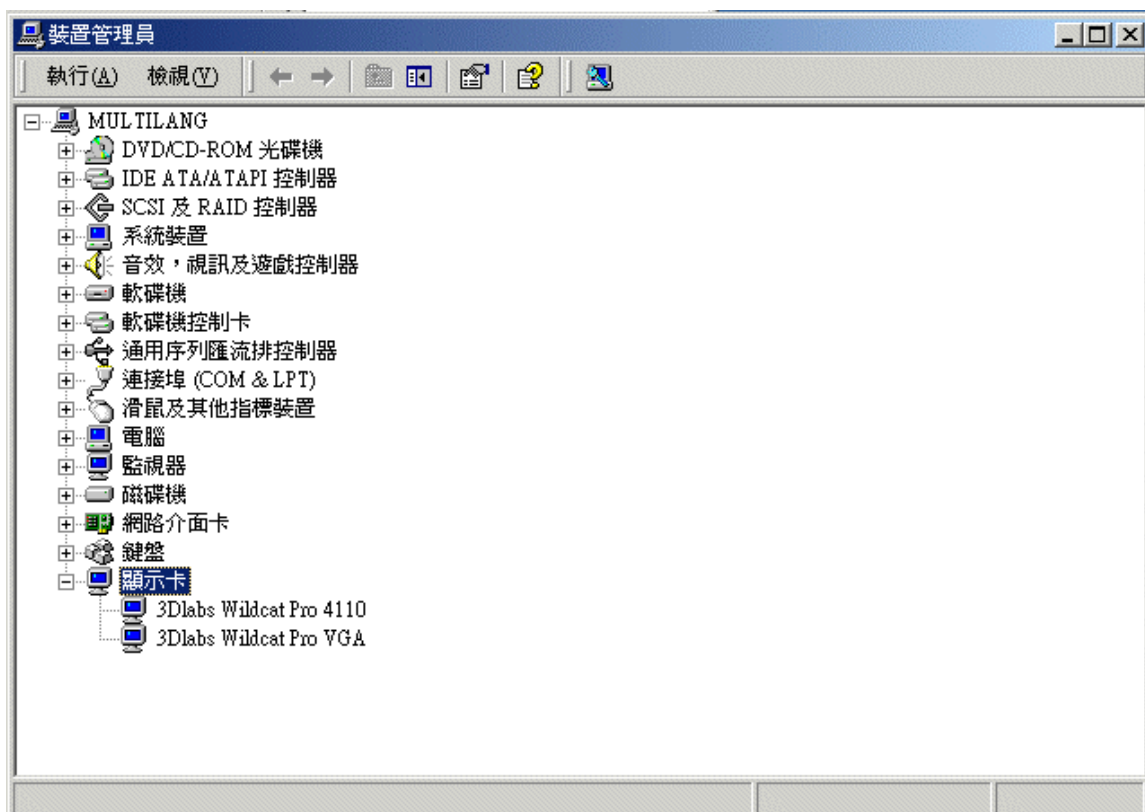 裝置管理員
執行(A) 檢視(V)
MULTILANG
DVD/CD-ROM 光碟機
IDE ATA/ATAPI 控制器
SCSI 及 RAID 控制器
系統裝置
音效，視訊及遊戲控制器
軟碟機
軟碟機控制卡
通用序列匯流排控制器
連接埠 (COM & LPT)
滑鼠及其他指標裝置
電腦
監視器
磁碟機
網路介面卡
鍵盤
顯示卡
3Dlabs Wildcat Pro 4110
3Dlabs Wildcat Pro VGA